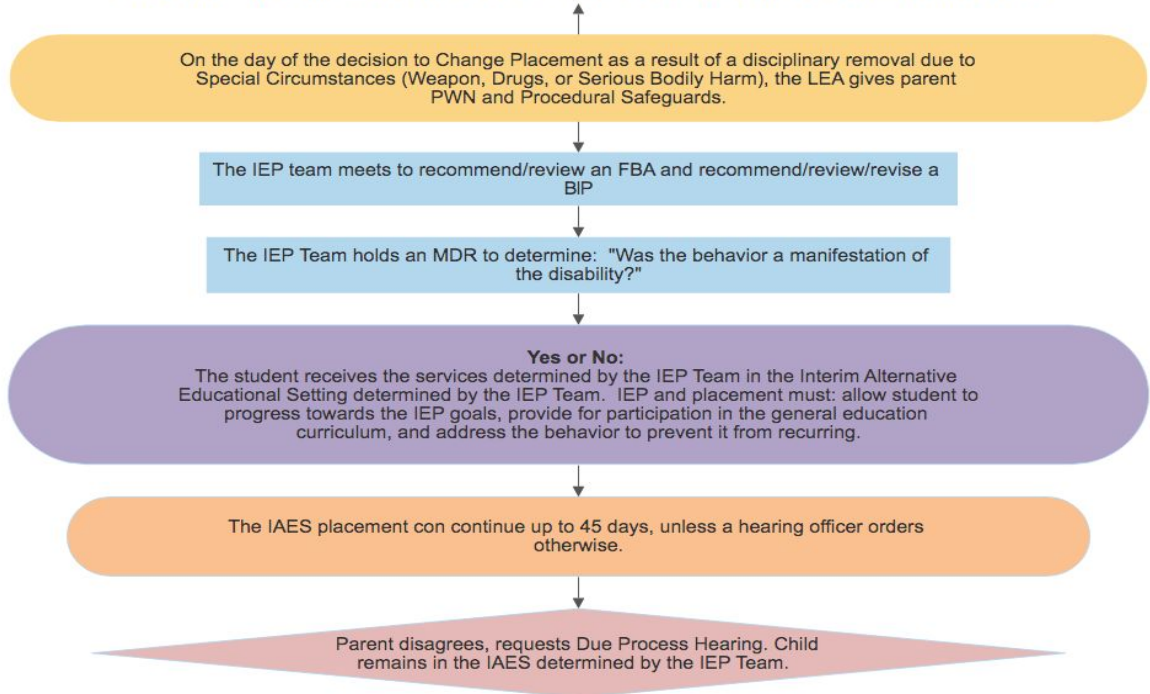 On the day of the decision to Change Placement as a result of a disciplinary removal due to
Special Circumstances (Weapon, Drugs, or Serious Bodily Harm), the LEA gives parent
PWN and Procedural Safeguards.
The IEP team meets to recommend/review an FBA and recommend/review/revise a
BIP
The IEP Team holds an MDR to determine:  "Was the behavior a manifestation of
the disability?"
Yes or No:
The student receives the services determined by the IEP Team in the Interim Alternative
Educational Setting determined by the IEP Team.  IEP and placement must: allow student to
progress towards the IEP goals, provide for participation in the general education
curriculum, and address the behavior to prevent it from recurring.
The IAES placement con continue up to 45 days, unless a hearing officer orders
otherwise.
Parent disagrees, requests Due Process Hearing. Child
remains in the IAES determined by the IEP Team.